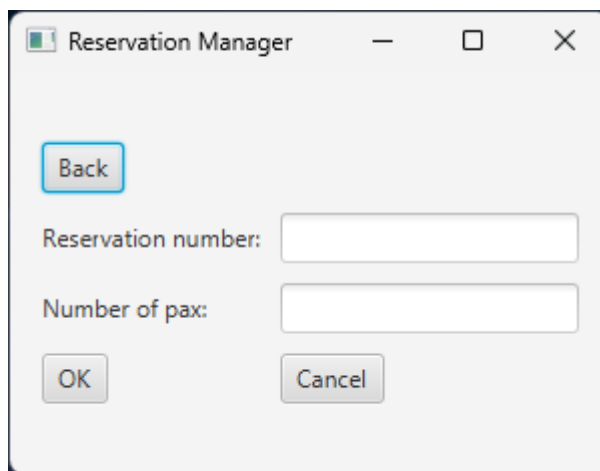 Reservation Manager
Back
Reservation number:
Number of pax:
OK Cancel